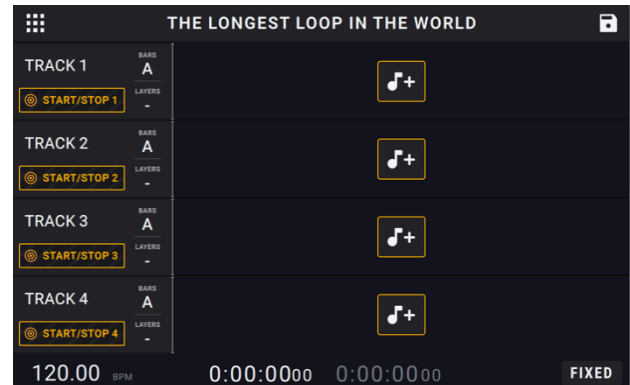 THE LONGEST LOOP IN THE WORLD
TRACK 1
BARS
A
START/STOP 1
LAYERS
-
TRACK 2
BARS
A
START/STOP 2
LAYERS
-
TRACK 3
BARS
A
START/STOP 3
LAYERS
-
TRACK 4
BARS
A
START/STOP 4
LAYERS
-
120.00 BPM 0:00:0000 0:00:0000 FIXED